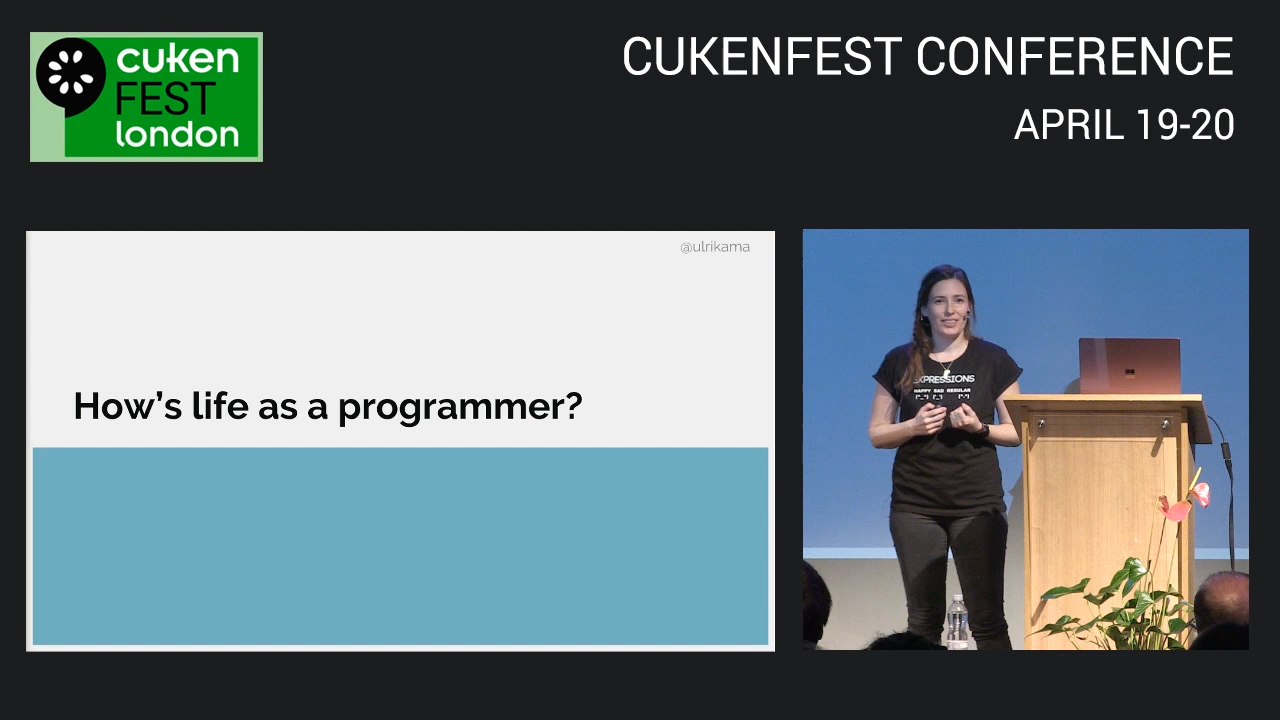 cuken
FEST
london
CUKENFEST CONFERENCE
APRIL 19-20
@ulrikama
How's life as a programmer?
EXPRESSIONS
HAPPY SAD REGULAR